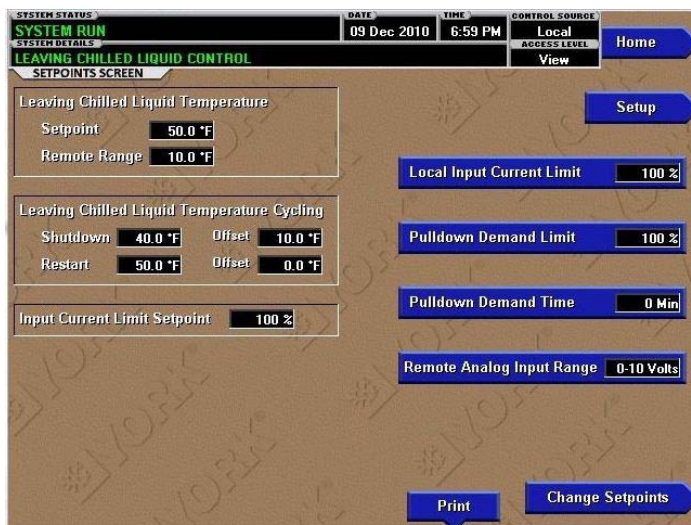 SYSTEM STATUS
SYSTEM RUN
DATE
09 Dec 2010
TIME
6:59 PM
CONTROL SOURCE
Local
SYSTEM DETAILS
LEAVING CHILLED LIQUID CONTROL
ACCESS LEVEL
View
Home
SETPOINTS SCREEN
Leaving Chilled Liquid Temperature
Setpoint 50.0 °F
Remote Range 10.0 °F
Leaving Chilled Liquid Temperature Cycling
Shutdown 40.0 °F Offset 10.0 °F
Restart 50.0 °F Offset 0.0 °F
Input Current Limit Setpoint 100 %
Setup
Local Input Current Limit 100 %
Pulldown Demand Limit 100 %
Pulldown Demand Time 0 Min
Remote Analog Input Range 0-10 Volts
Print
Change Setpoints
YORK